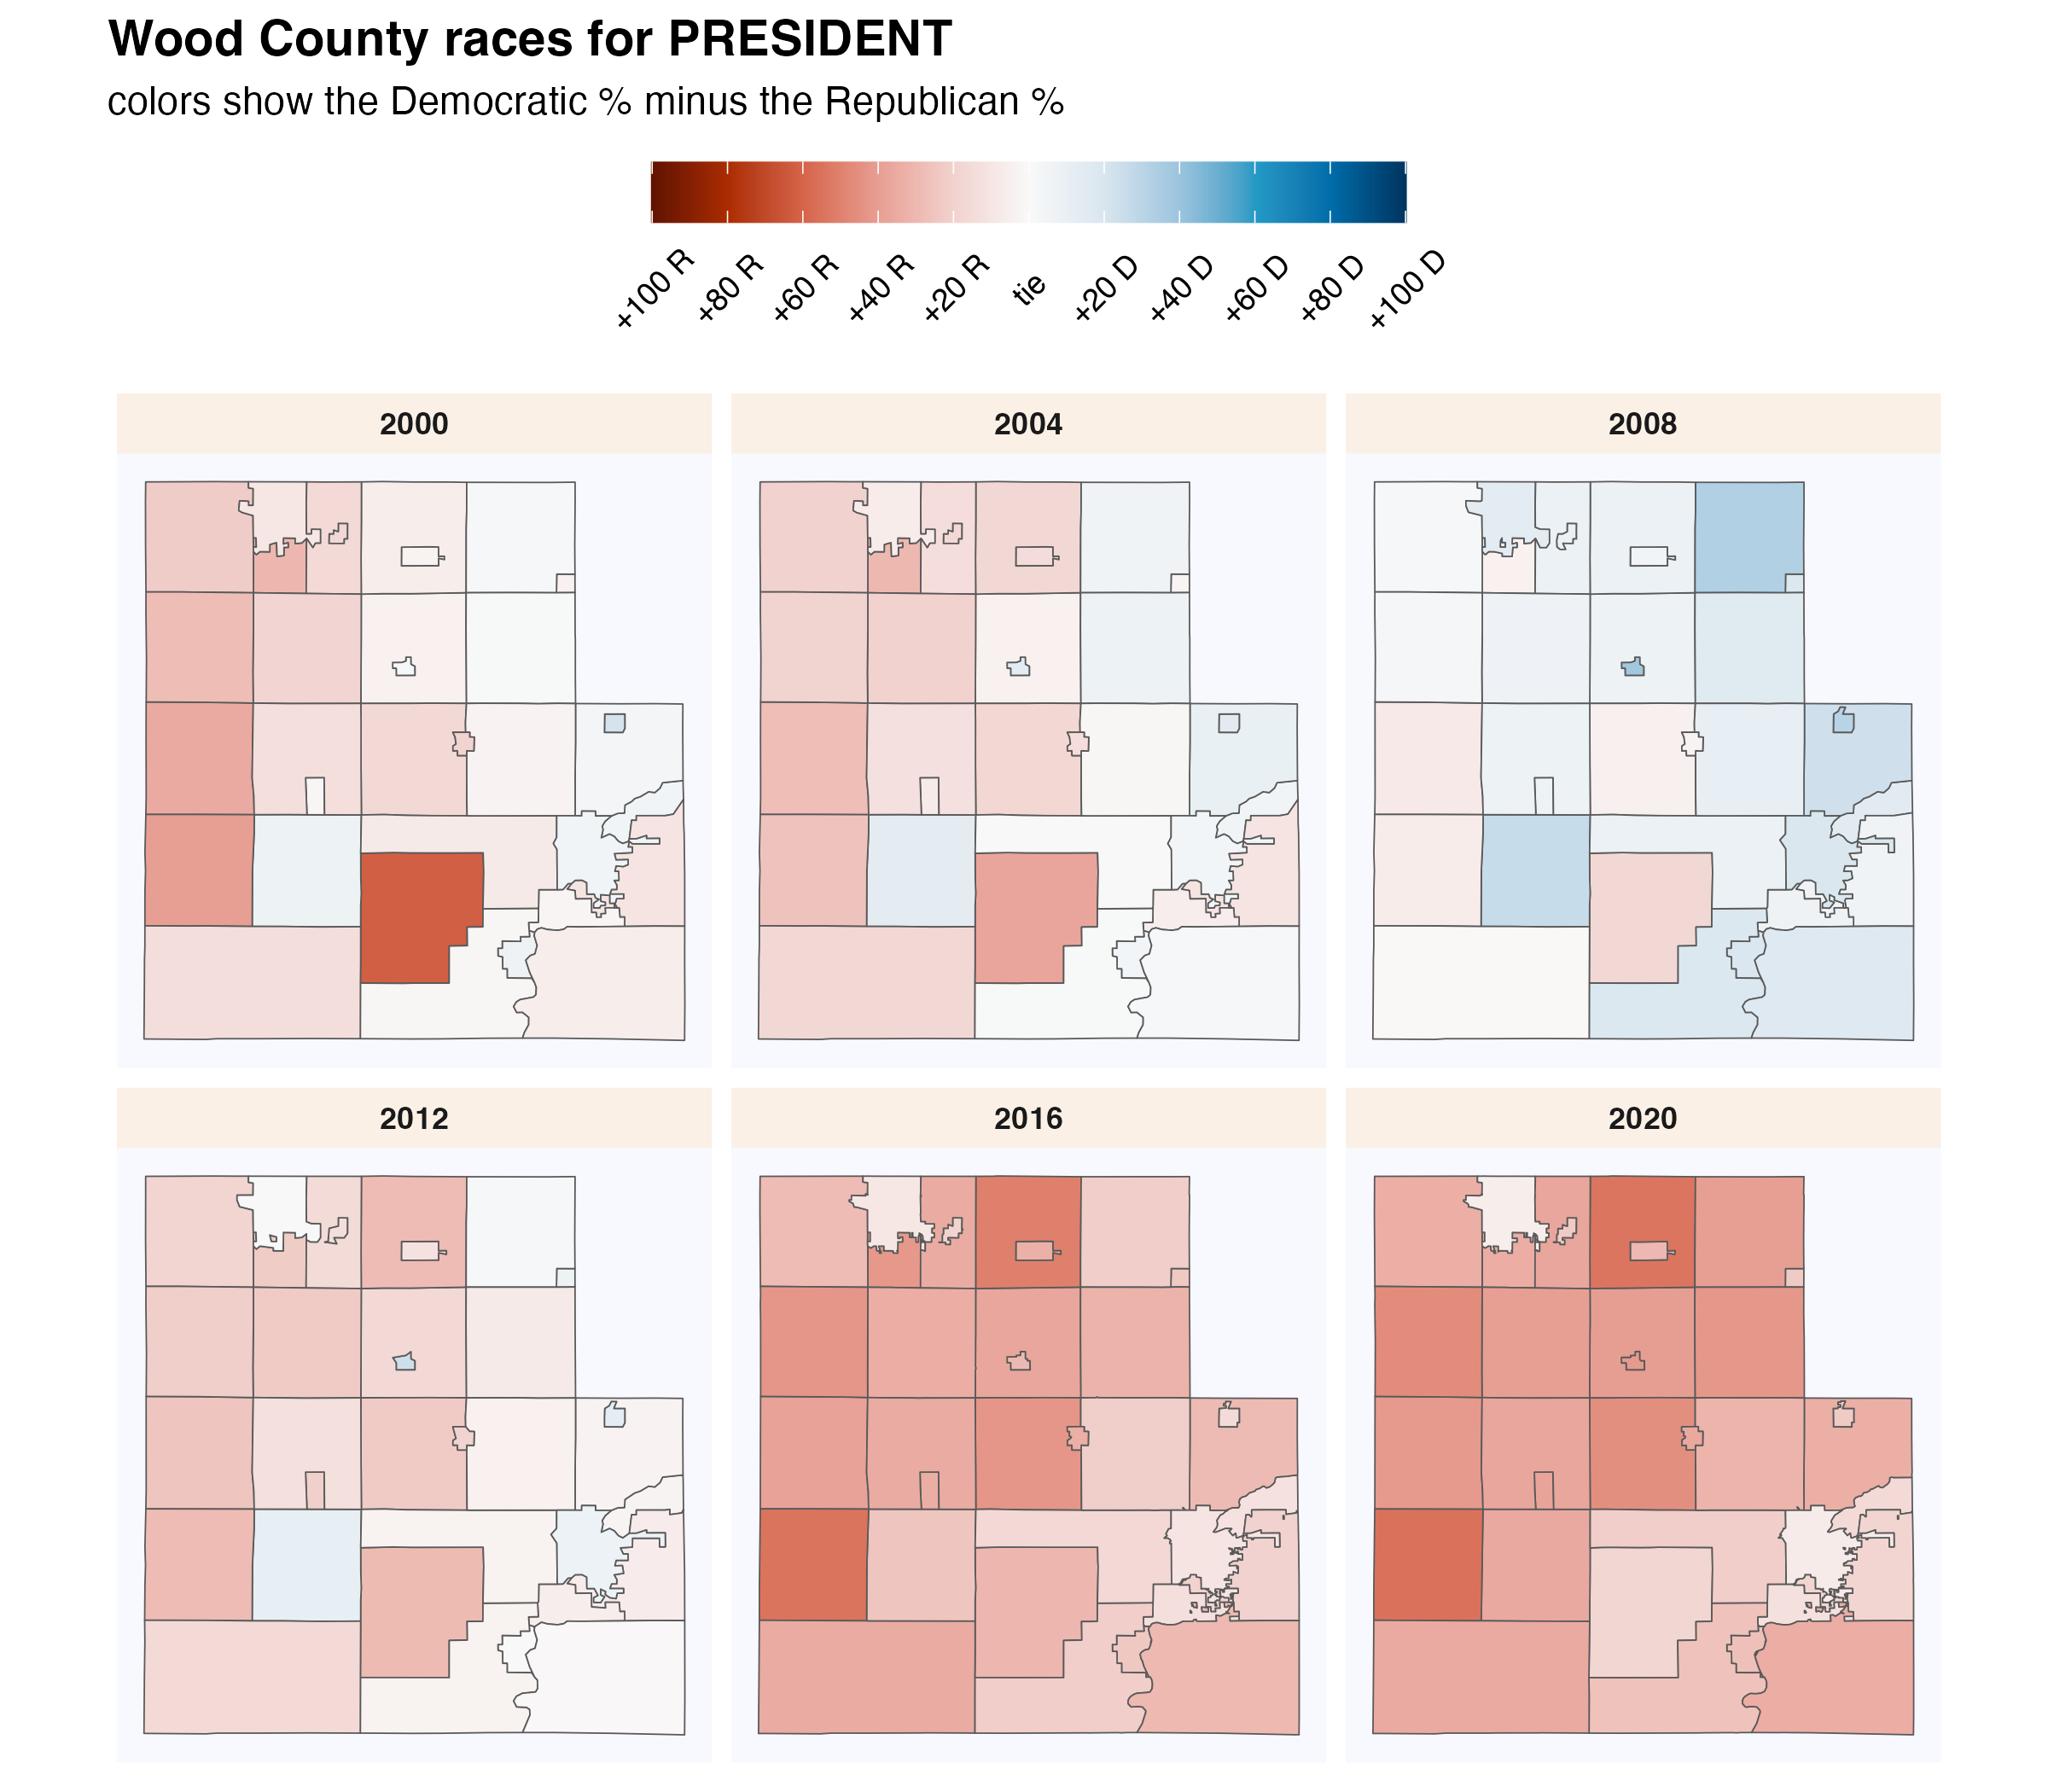 Wood County races for PRESIDENT
colors show the Democratic % minus the Republican %
+100 R
+80 R
+60 R
+40 R
+20 R
tie
+20 D
+40 D
+60 D
+80 D
+100 D
2000
2004
2008
2012
2016
2020